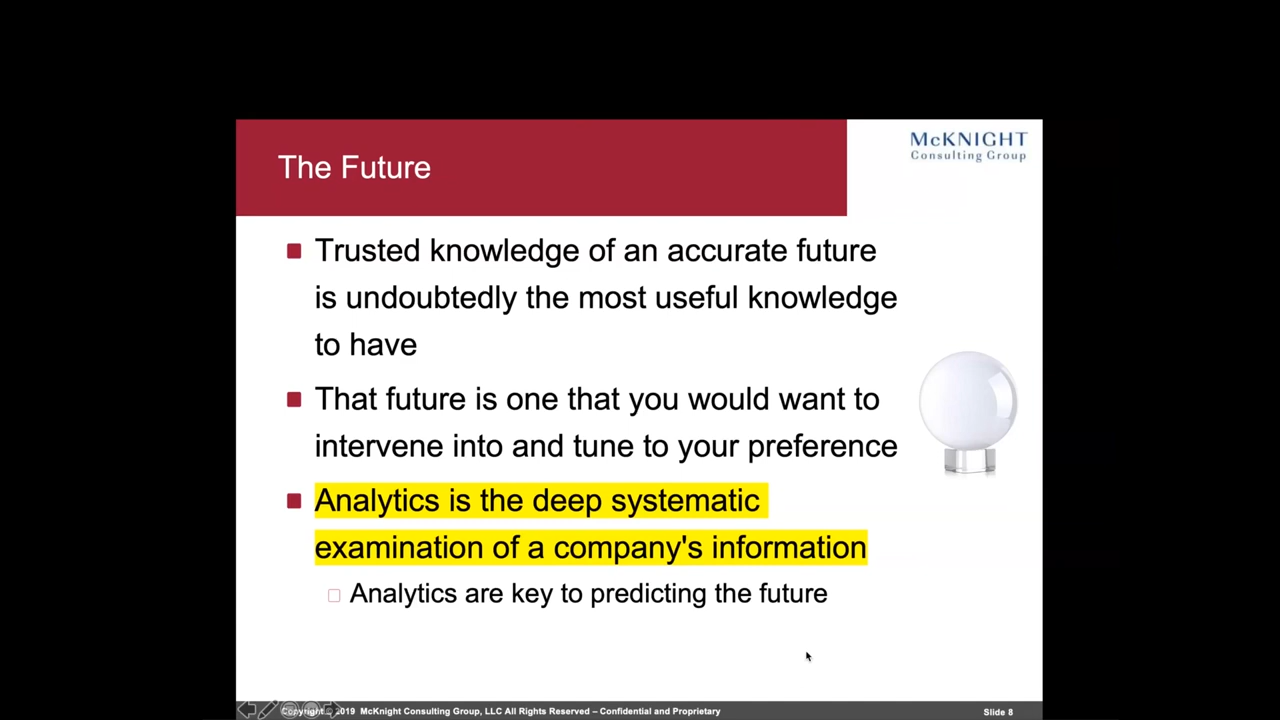 The Future
McKNIGHT
Consulting Group
Trusted knowledge of an accurate future
is undoubtedly the most useful knowledge
to have
That future is one that you would want to
intervene into and tune to your preference
Analytics is the deep systematic
examination of a company's information
Analytics are key to predicting the future
Copyright © 2019 McKnight Consulting Group, LLC All Rights Reserved – Confidential and Proprietary
Slide 8